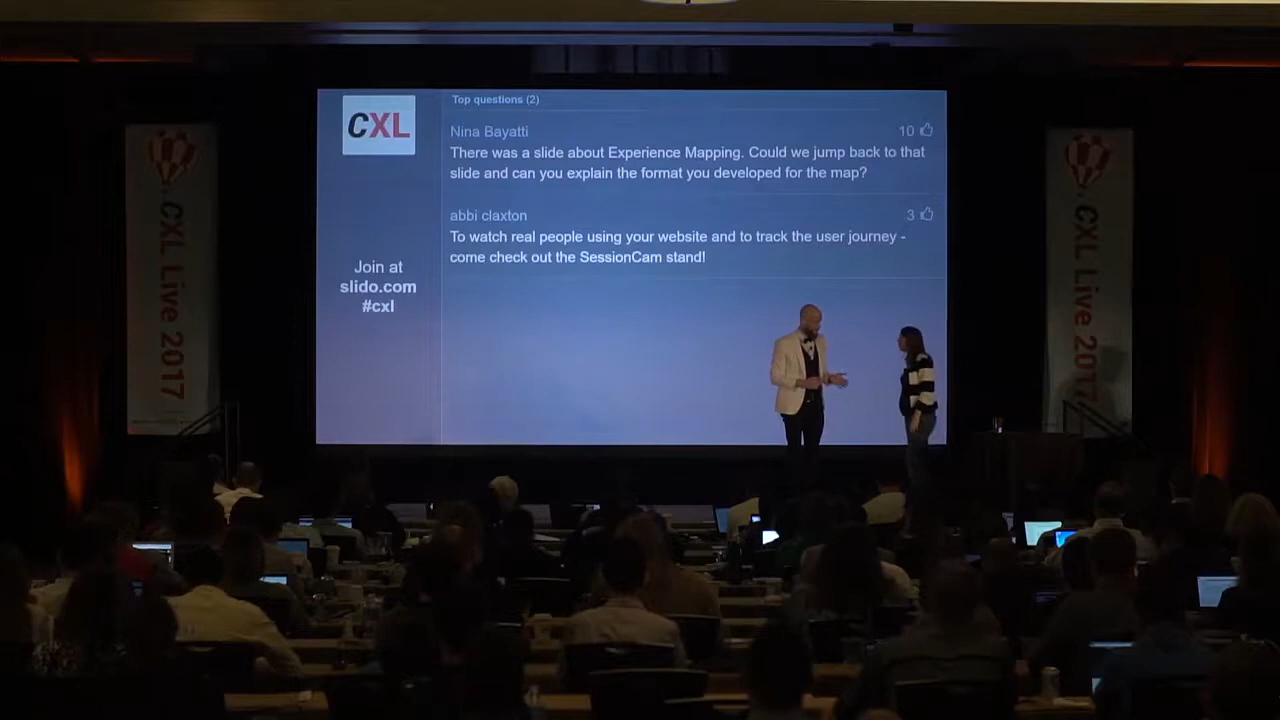 Top questions (2)
CXL
Nina Bayatti
10
There was a slide about Experience Mapping. Could we jump back to that
slide and can you explain the format you developed for the map?
abbi claxton
3
To watch real people using your website and to track the user journey -
come check out the SessionCam stand!
Join at
slido.com
#cxl
CXL Live 2017
CXL Live 2017